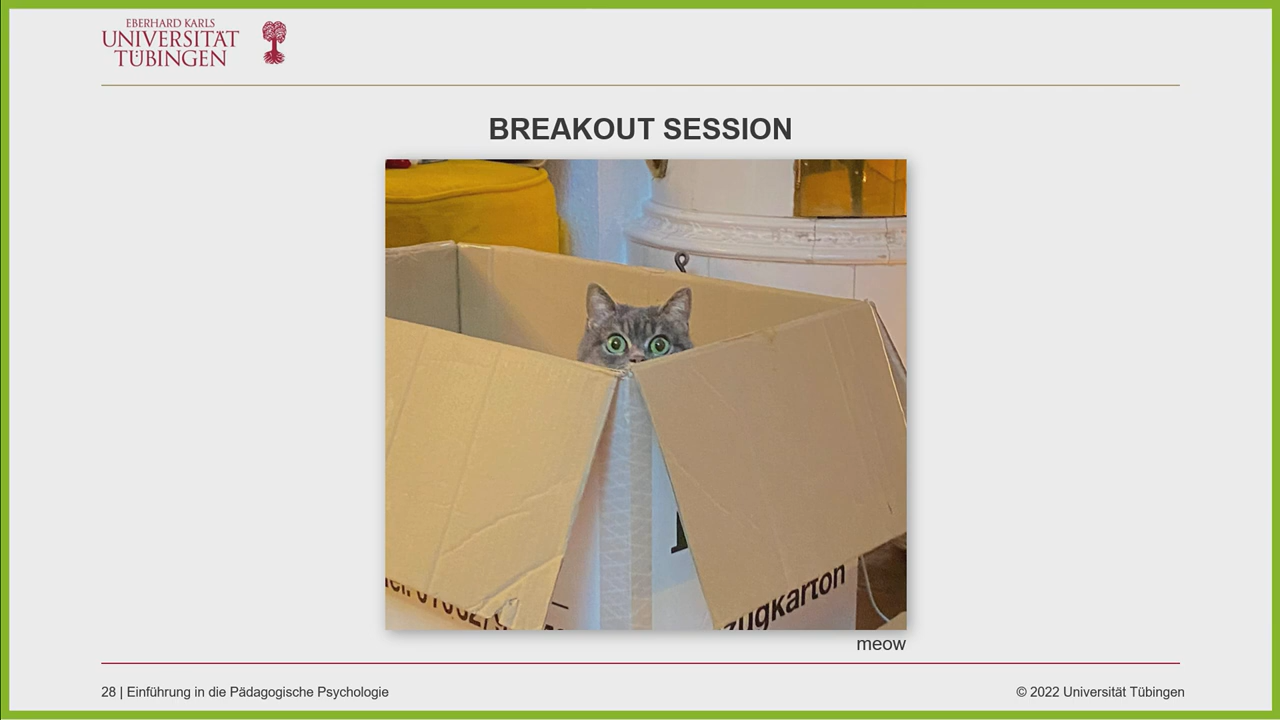 EBERHARD KARLS
UNIVERSITÄT
TÜBINGEN
BREAKOUT SESSION
zugkarton
meow
28 | Einführung in die Pädagogische Psychologie
© 2022 Universität Tübingen